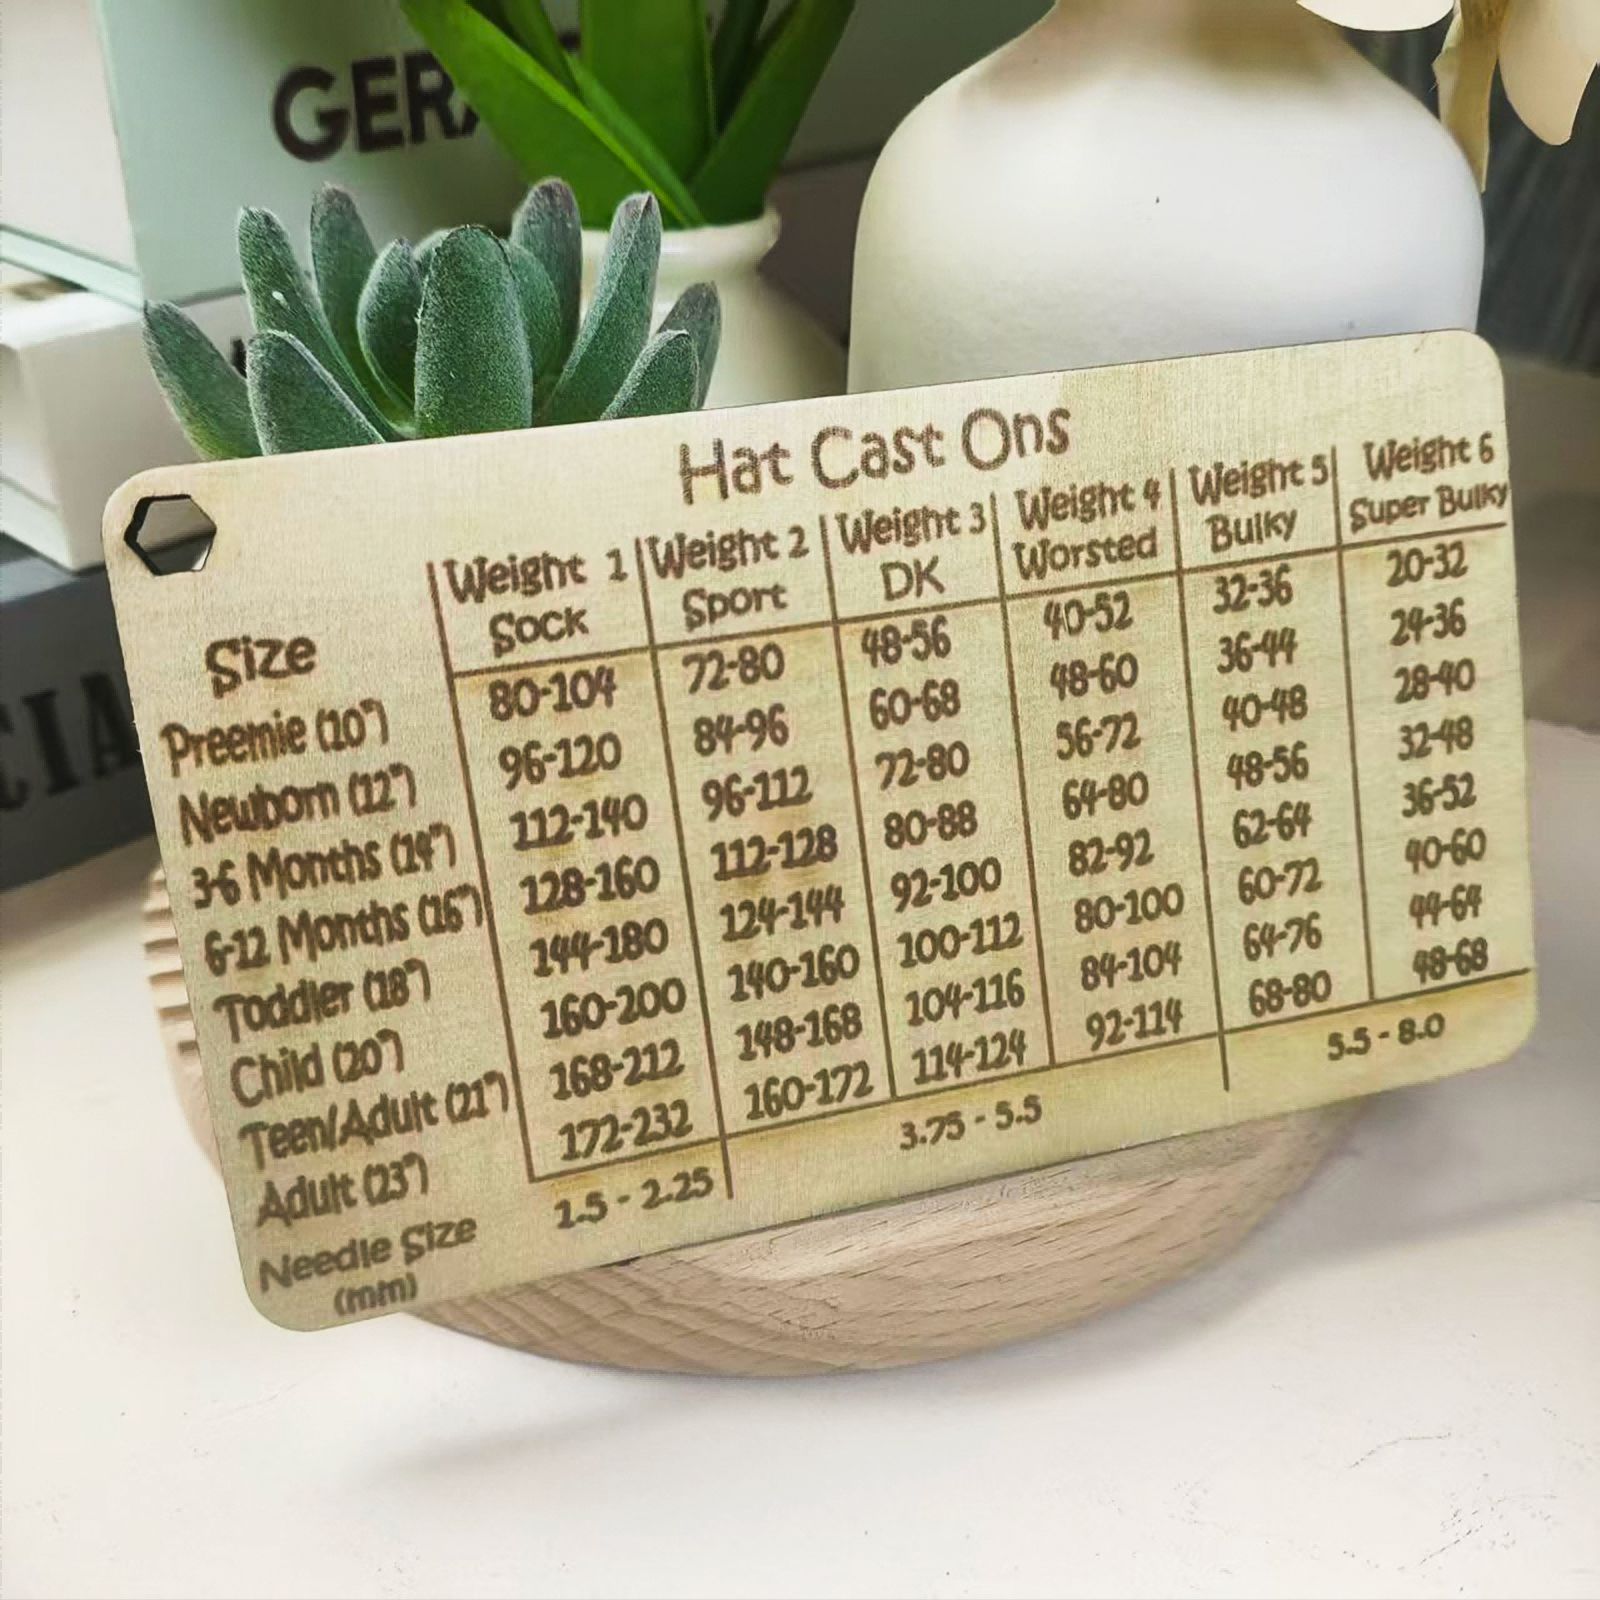 GERA
CIA
Hat Cast Ons
Size Weight 1 Sock Weight 2 Sport Weight 3 DK Weight 4 Worsted Weight 5 Bulky Weight 6 Super Bulky
Preemie (10") 80-104 72-80 48-56 40-52 32-36 20-32
Newborn (12") 96-120 84-96 60-68 48-60 36-44 24-36
3-6 Months (14") 112-140 96-112 72-80 56-72 40-48 28-40
6-12 Months (16") 128-160 112-128 80-88 64-80 48-56 32-48
Toddler (18") 144-180 124-144 92-100 82-92 62-64 36-52
Child (20") 160-200 140-160 100-112 80-100 60-72 40-60
Teen/Adult (21") 168-212 148-168 104-116 84-104 64-76 44-64
Adult (23") 172-232 160-172 114-124 92-114 68-80 48-68
Needle Size (mm) 1.5 - 2.25 3.75 - 5.5 5.5 - 8.0